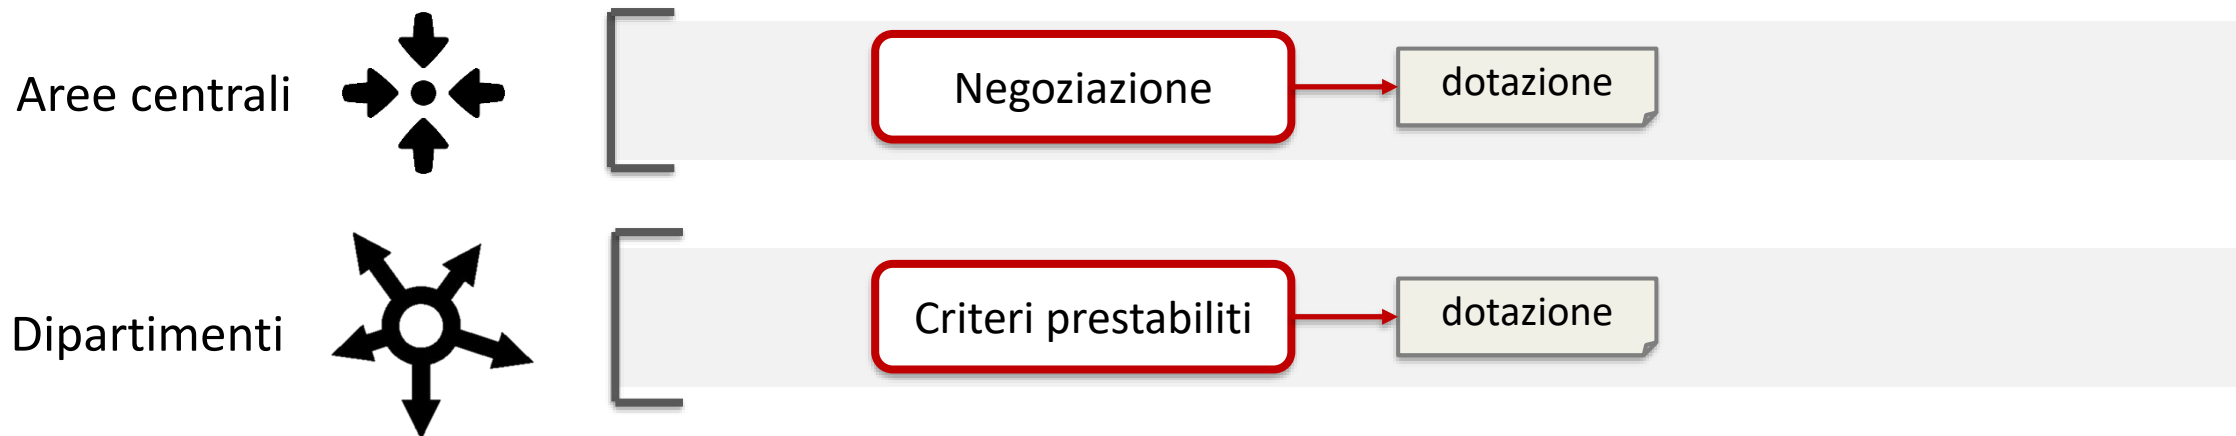 Aree centrali
Negoziazione
dotazione
Dipartimenti
Criteri prestabiliti
dotazione